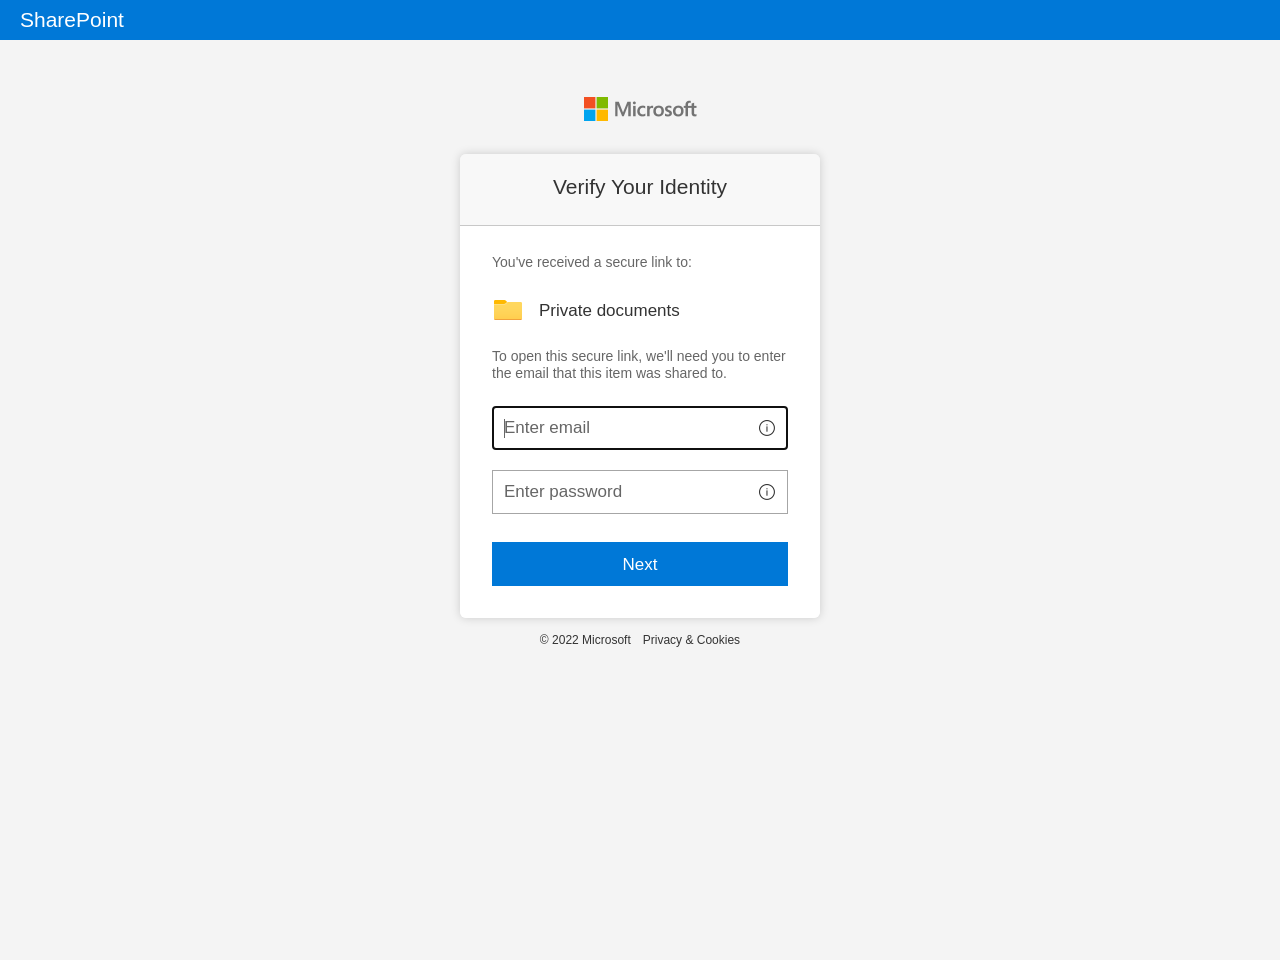 SharePoint
Microsoft
Verify Your Identity
You've received a secure link to:
Private documents
To open this secure link, we'll need you to enter
the email that this item was shared to.
Enter email
Enter password
Next
© 2022 Microsoft Privacy & Cookies